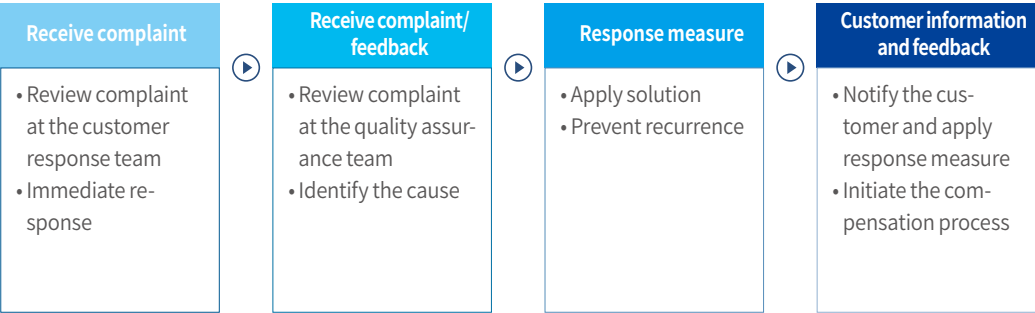 Receive complaint
• Review complaint
at the customer
response team
• Immediate re-
sponse
Receive complaint/
feedback
• Review complaint
at the quality assur-
ance team
• Identify the cause
Response measure
• Apply solution
• Prevent recurrence
Customer information
and feedback
• Notify the cus-
tomer and apply
response measure
• Initiate the com-
pensation process